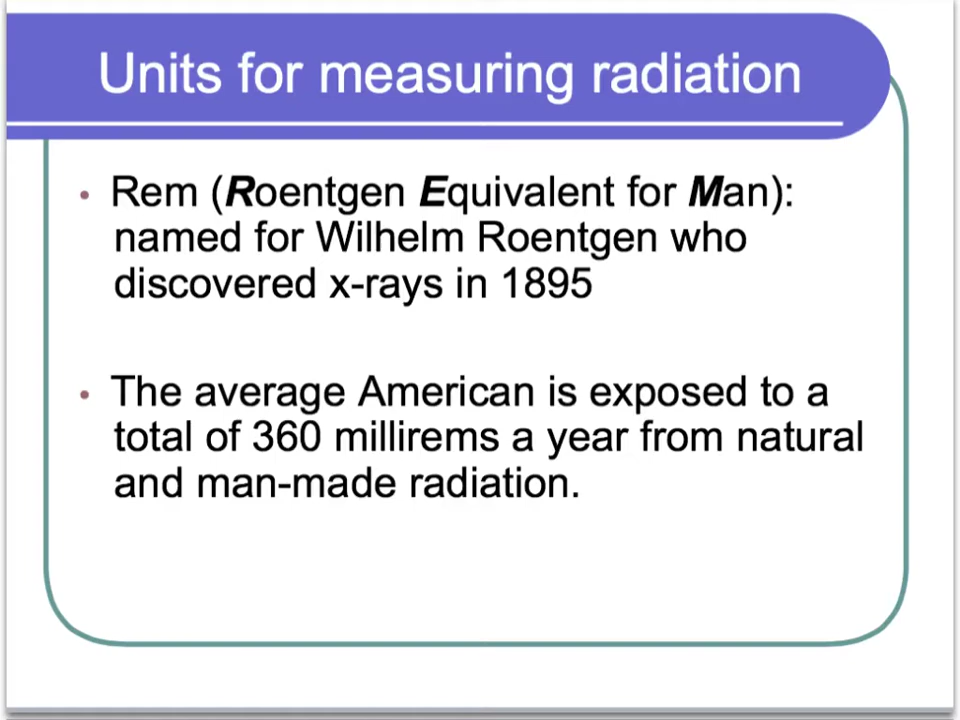 Units for measuring radiation
• Rem (Roentgen Equivalent for Man):
named for Wilhelm Roentgen who
discovered x-rays in 1895
• The average American is exposed to a
total of 360 millirems a year from natural
and man-made radiation.